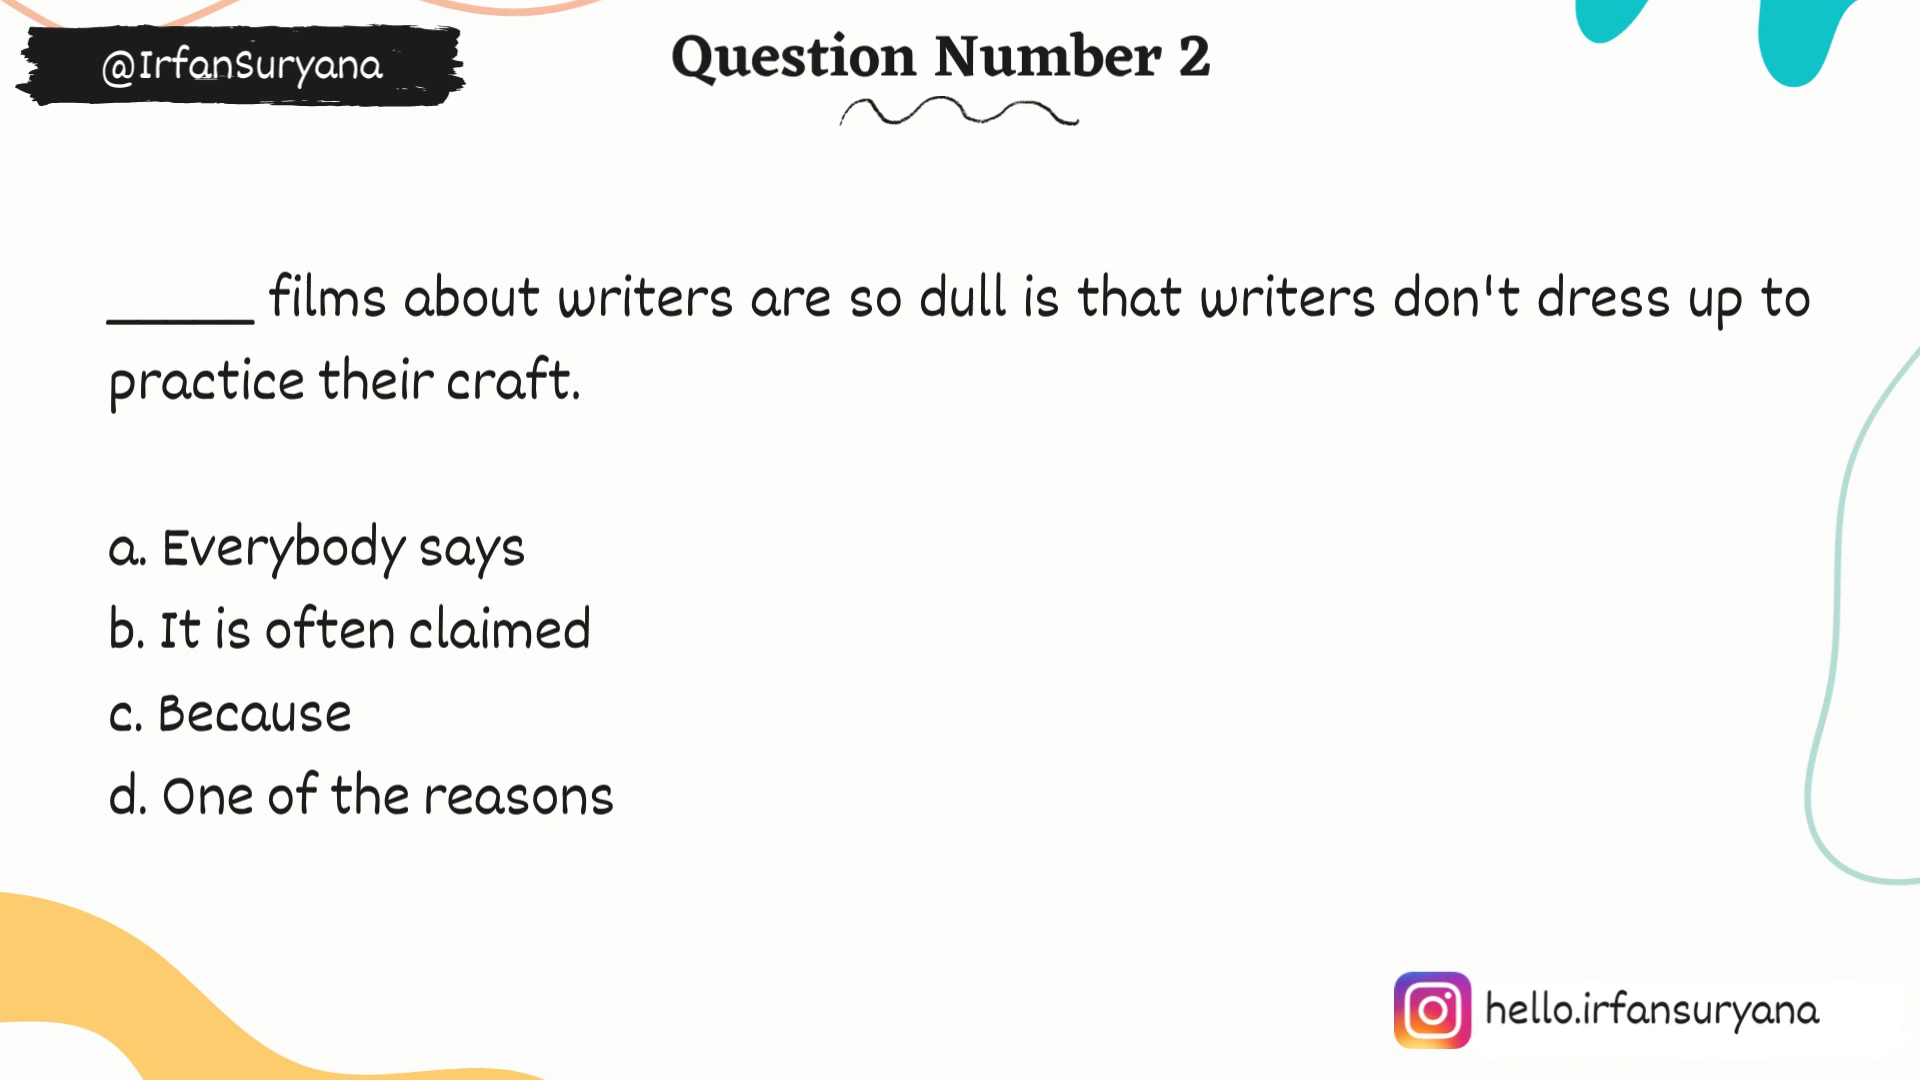 @IrfanSuryana
Question Number 2
_____ films about writers are so dull is that writers don't dress up to
practice their craft.
a. Everybody says
b. It is often claimed
c. Because
d. One of the reasons
hello.irfansuryana